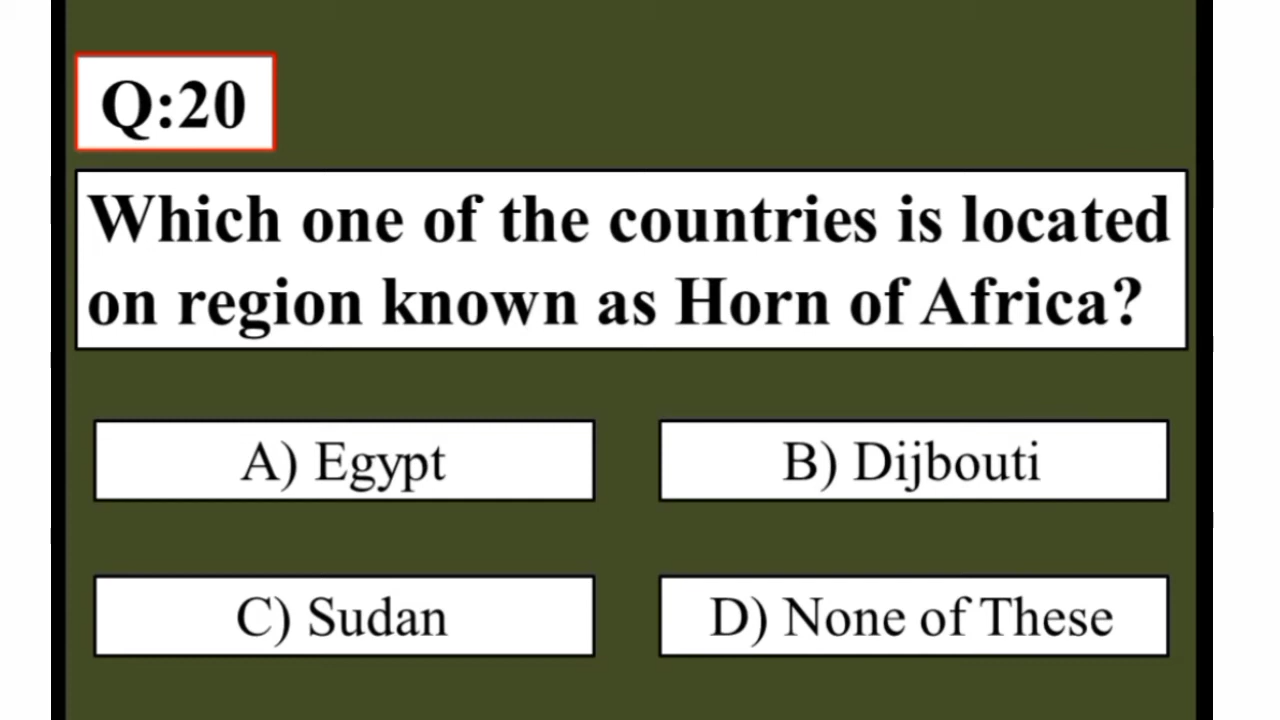 Q:20
Which one of the countries is located
on region known as Horn of Africa?
A) Egypt
B) Dijbouti
C) Sudan
D) None of These